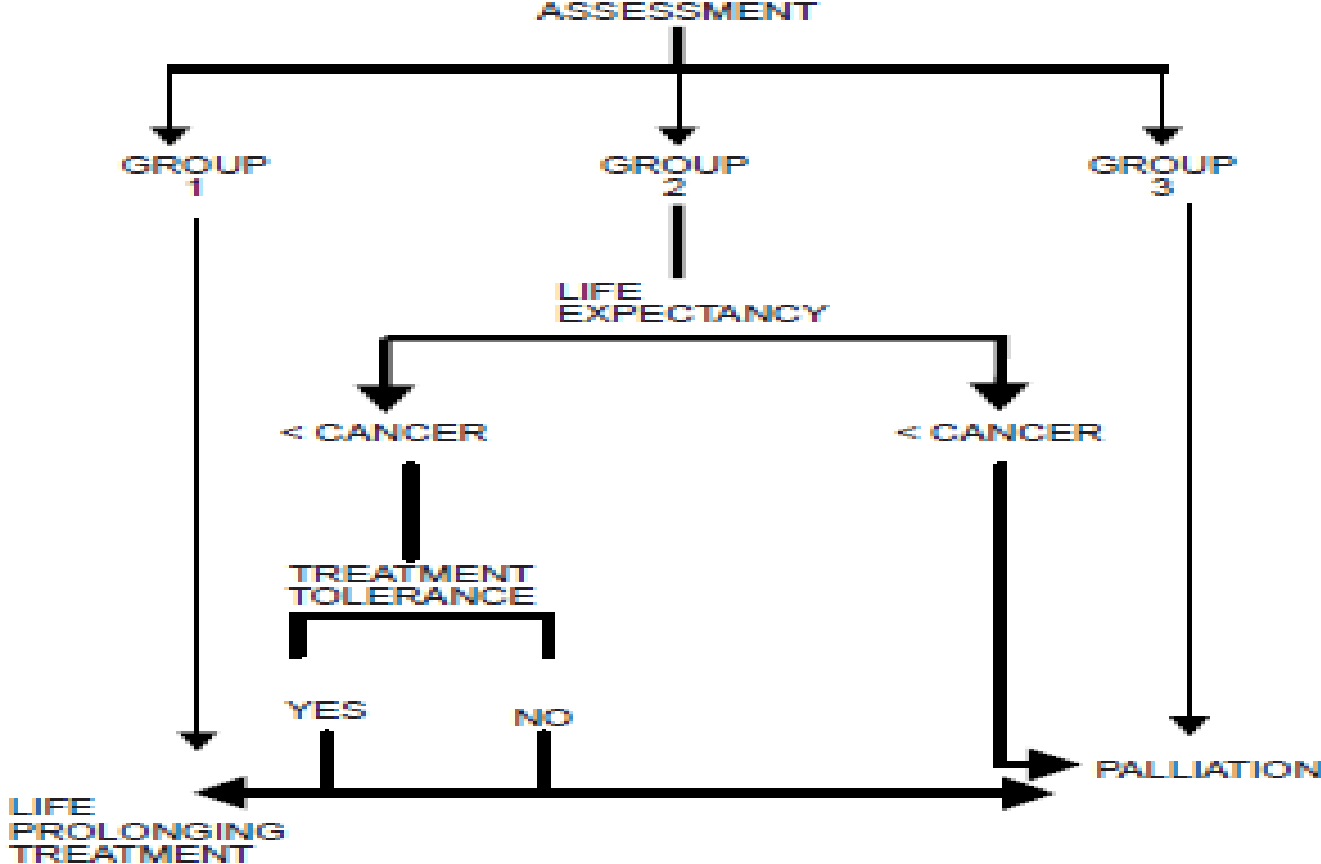 ASSESSMENT
GROUP
1
GROUP
2
GROUP
3
LIFE
EXPECTANCY
< CANCER
< CANCER
TREATMENT
TOLERANCE
YES
NO
PALLIATION
LIFE
PROLONGING
TREATMENT